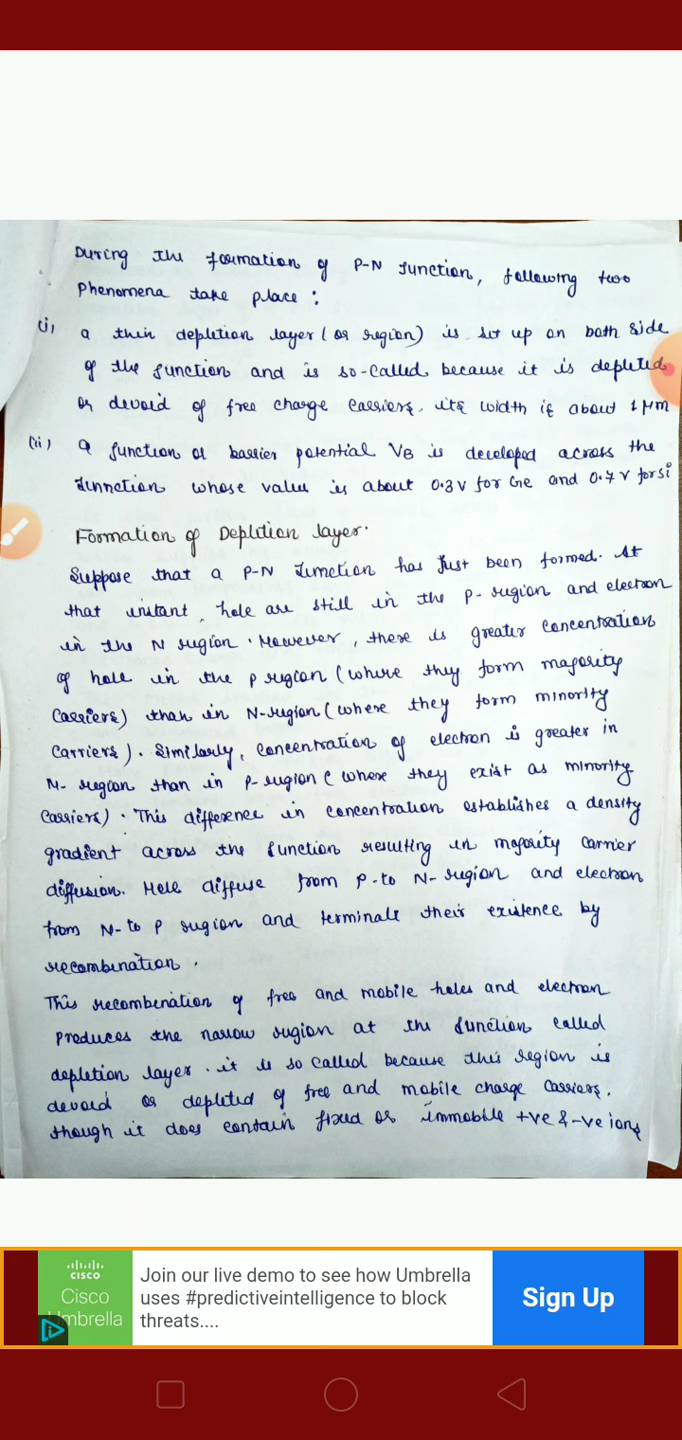 During the formation of P-N Junction, following two
Phenomena take place :
(i) a thin depletion layer (or region) is set up on both side
of the junction and is so-called because it is depleted
or devoid of free charge carriers. its width is about 1 μm
(ii) a junction or barrier potential VB is developed across the
Junction whose value is about 0.3v for Ge and 0.7v for si
Formation of Depletion layer.
Suppose that a P-N Junction has Just been formed. At
that instant, hole are still in the P-region and electron
in the N region. However, there is greater concentration
of hole in the p region (where they form majority
carriers) than in N-region (where they form minority
carriers). Similarly, concentration of electron is greater in
N-region than in P-region (where they exist as minority
carriers). This difference in concentration establishes a density
gradient across the junction resulting in majority carrier
diffusion. Hole diffuse from P-to N-region and electron
from N-to P region and terminate their existence by
recombination.
This recombination of free and mobile holes and electron
produces the narrow region at the junction called
depletion layer. it is so called because this region is
devoid or depleted of free and mobile charge carriers.
though it does contain fixed or immobile +ve & -ve ions
CISCO
Cisco
Umbrella
Join our live demo to see how Umbrella
uses #predictiveintelligence to block
threats....
Sign Up